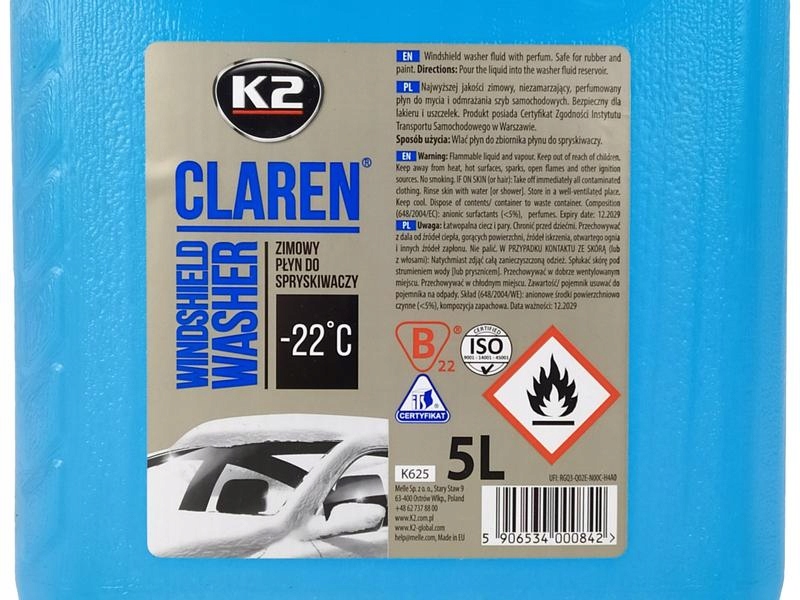 K2
CLAREN®
WINDSHIELD
WASHER
ZIMOWY
PŁYN DO
SPRYSKIWACZY
-22°C
EN Windshield washer fluid with perfum. Safe for rubber and
paint. Directions: Pour the liquid into the washer fluid reservoir.
PL Najwyższej jakości zimowy, niezamarzający, perfumowany
płyn do mycia i odmrażania szyb samochodowych. Bezpieczny dla
lakieru i uszczelek. Produkt posiada Certyfikat Zgodności Instytutu
Transportu Samochodowego w Warszawie.
Sposób użycia: Wlać płyn do zbiornika płynu do spryskiwaczy.
EN Warning: Flammable liquid and vapour. Keep out of reach of children.
Keep away from heat, hot surfaces, sparks, open flames and other ignition
sources. No smoking. IF ON SKIN (or hair): Take off immediately all contaminated
clothing. Rinse skin with water [or shower]. Store in a well-ventilated place.
Keep cool. Dispose of contents/ container to waste container. Composition
(648/2004/EC): anionic surfactants (<5%), perfumes. Expiry date: 12.2029
PL Uwaga: Łatwopalna ciecz i pary. Chronić przed dziećmi. Przechowywać
z dala od źródeł ciepła, gorących powierzchni, źródeł iskrzenia, otwartego ognia
i innych źródeł zapłonu. Nie palić. W PRZYPADKU KONTAKTU ZE SKÓRĄ (lub
z włosami): Natychmiast zdjąć całą zanieczyszczoną odzież. Spłukać skórę pod
strumieniem wody [lub prysznicem]. Przechowywać w dobrze wentylowanym
miejscu. Przechowywać w chłodnym miejscu. Zawartość/ pojemnik usuwać do
pojemnika na odpady. Skład (648/2004/WE): anionowe środki powierzchniowo
czynne (<5%), kompozycja zapachowa. Data ważności: 12.2029
B®
22
CERTIFIED
ISO
9001 - 14001 - 45001
ITS
CERTYFIKAT
K625
5L
UFI: RGQ3-Q02E-N00C-H4A0
Melle Sp. z o. o., Stary Staw 9
63-400 Ostrów Wlkp., Poland
+48 62 737 88 00
www.K2.com.pl
www.K2-global.com
help@melle.com, Made in EU
5 906534 000842 >